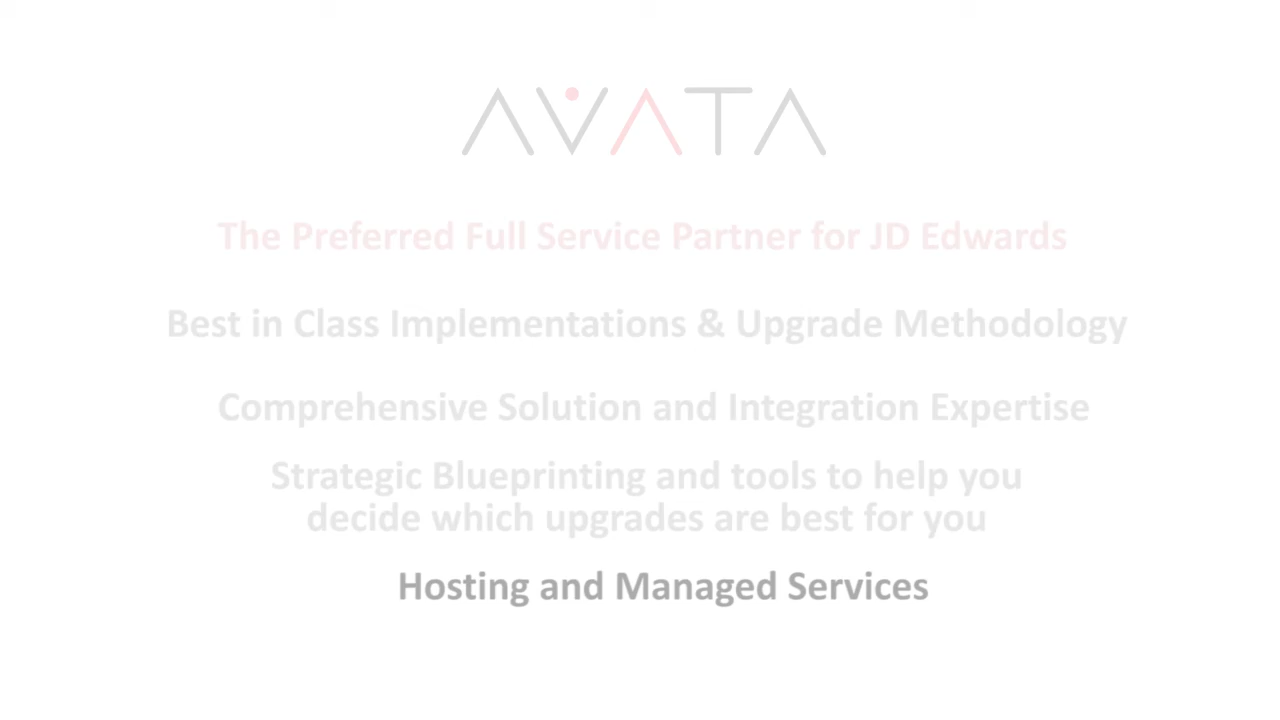 AVATA
The Preferred Full Service Partner for JD Edwards
Best in Class Implementations & Upgrade Methodology
Comprehensive Solution and Integration Expertise
Strategic Blueprinting and tools to help you
decide which upgrades are best for you
Hosting and Managed Services